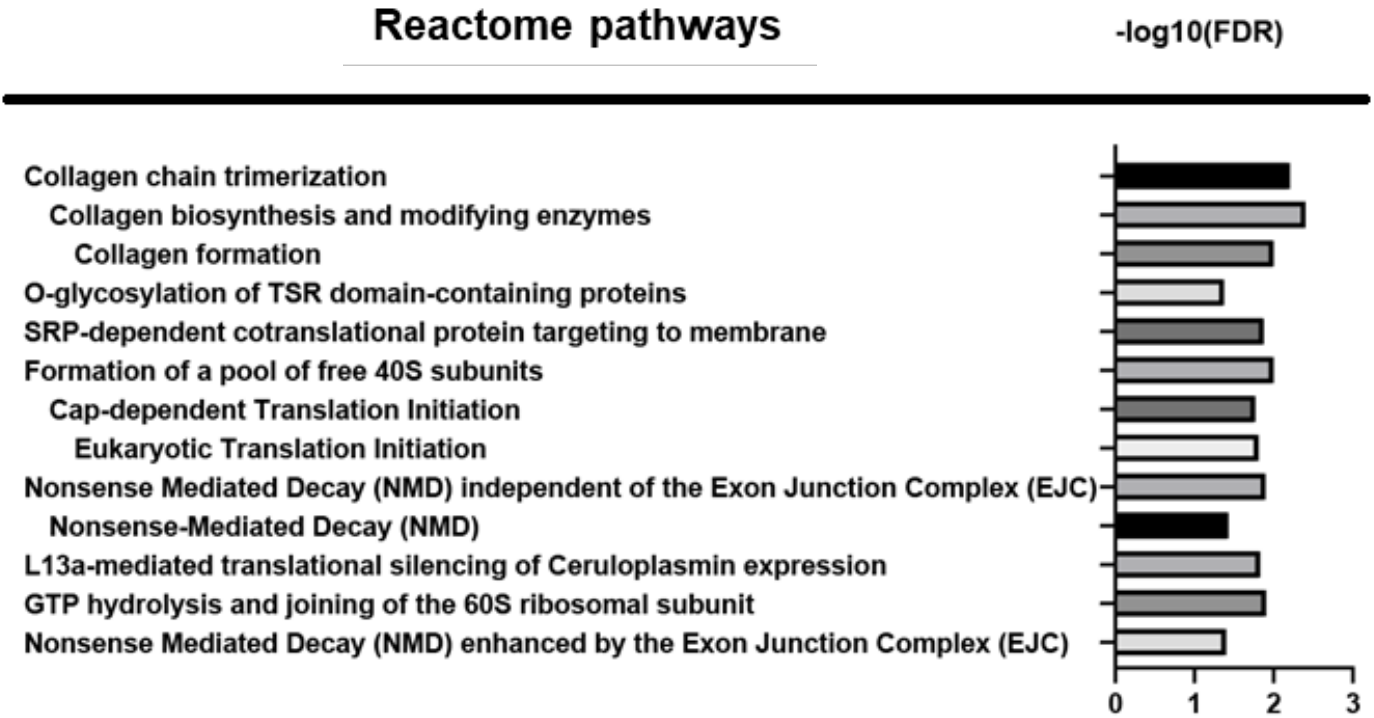 Reactome pathways
-log10(FDR)
Collagen chain trimerization
Collagen biosynthesis and modifying enzymes
Collagen formation
O-glycosylation of TSR domain-containing proteins
SRP-dependent cotranslational protein targeting to membrane
Formation of a pool of free 40S subunits
Cap-dependent Translation Initiation
Eukaryotic Translation Initiation
Nonsense Mediated Decay (NMD) independent of the Exon Junction Complex (EJC)
Nonsense-Mediated Decay (NMD)
L13a-mediated translational silencing of Ceruloplasmin expression
GTP hydrolysis and joining of the 60S ribosomal subunit
Nonsense Mediated Decay (NMD) enhanced by the Exon Junction Complex (EJC)
0 1 2 3